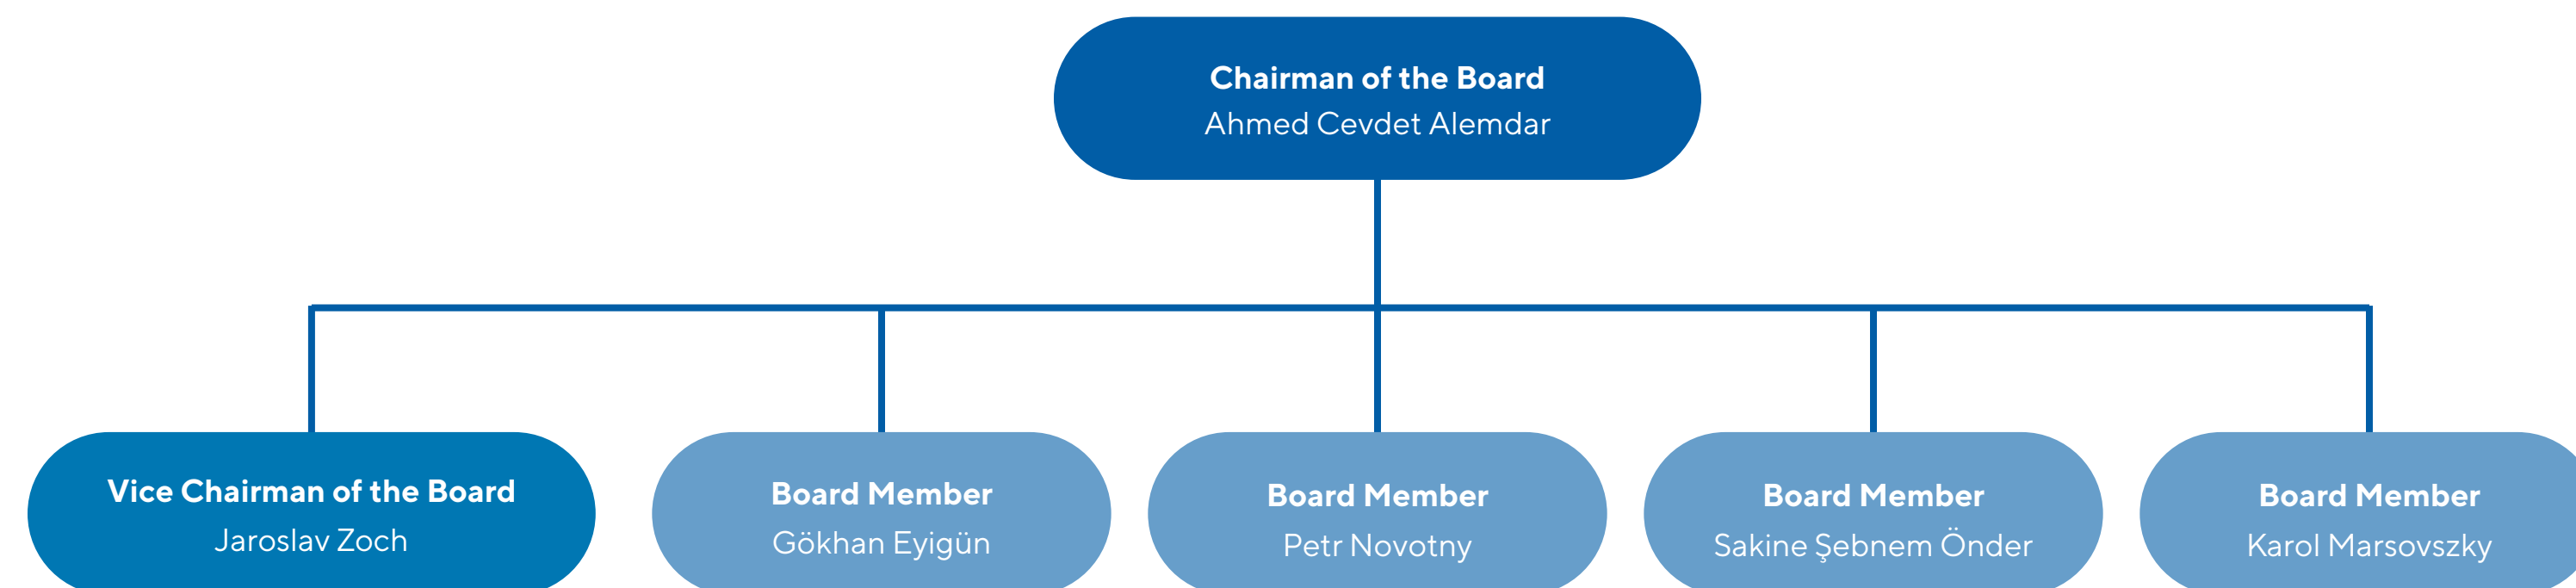 Chairman of the Board
Ahmed Cevdet Alemdar
Vice Chairman of the Board
Jaroslav Zoch
Board Member
Gökhan Eyigün
Board Member
Petr Novotny
Board Member
Sakine Şebnem Önder
Board Member
Karol Marsovszky